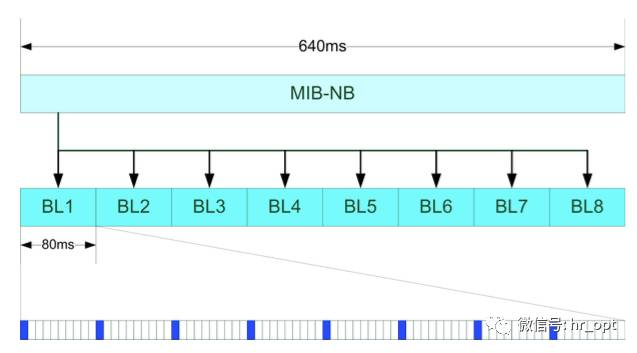 640ms
MIB-NB
BL1 BL2 BL3 BL4 BL5 BL6 BL7 BL8
80ms
微信号: hr_opt